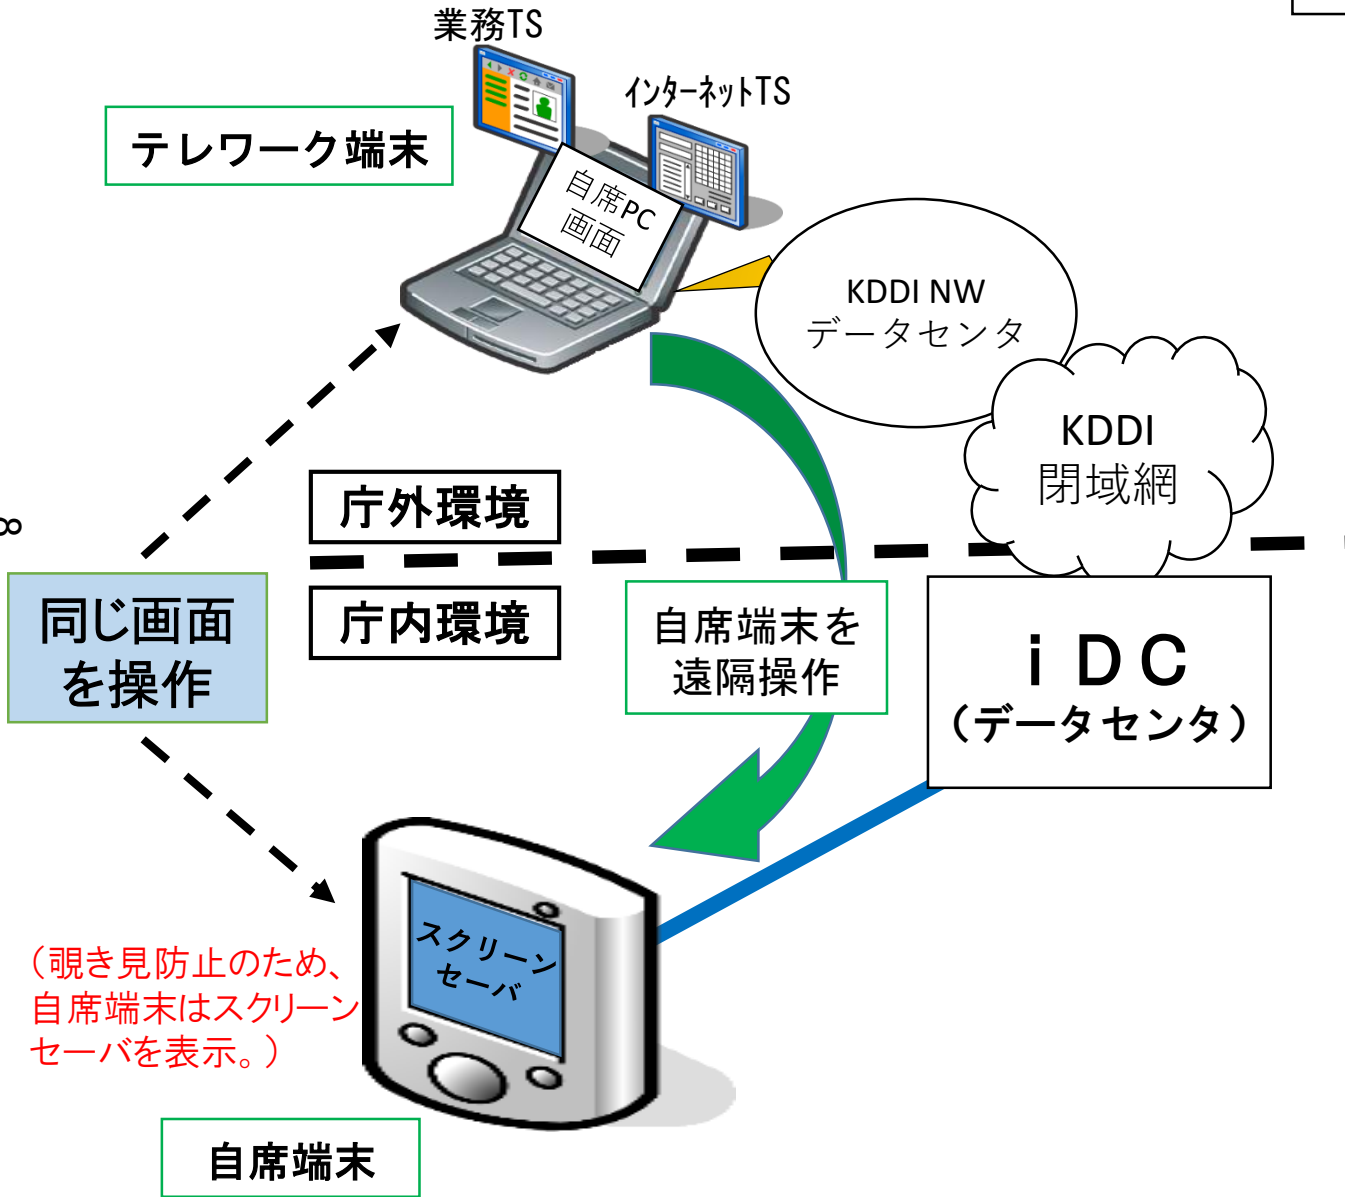 業務TS
インターネットTS
テレワーク端末
自席PC
画面
KDDI NW
データセンタ
KDDI
閉域網
庁外環境
8
庁内環境
同じ画面
を操作
自席端末を
遠隔操作
ｉＤＣ
（データセンタ）
スクリーン
セーバ
（覗き見防止のため、
自席端末はスクリーン
セーバを表示。）
自席端末